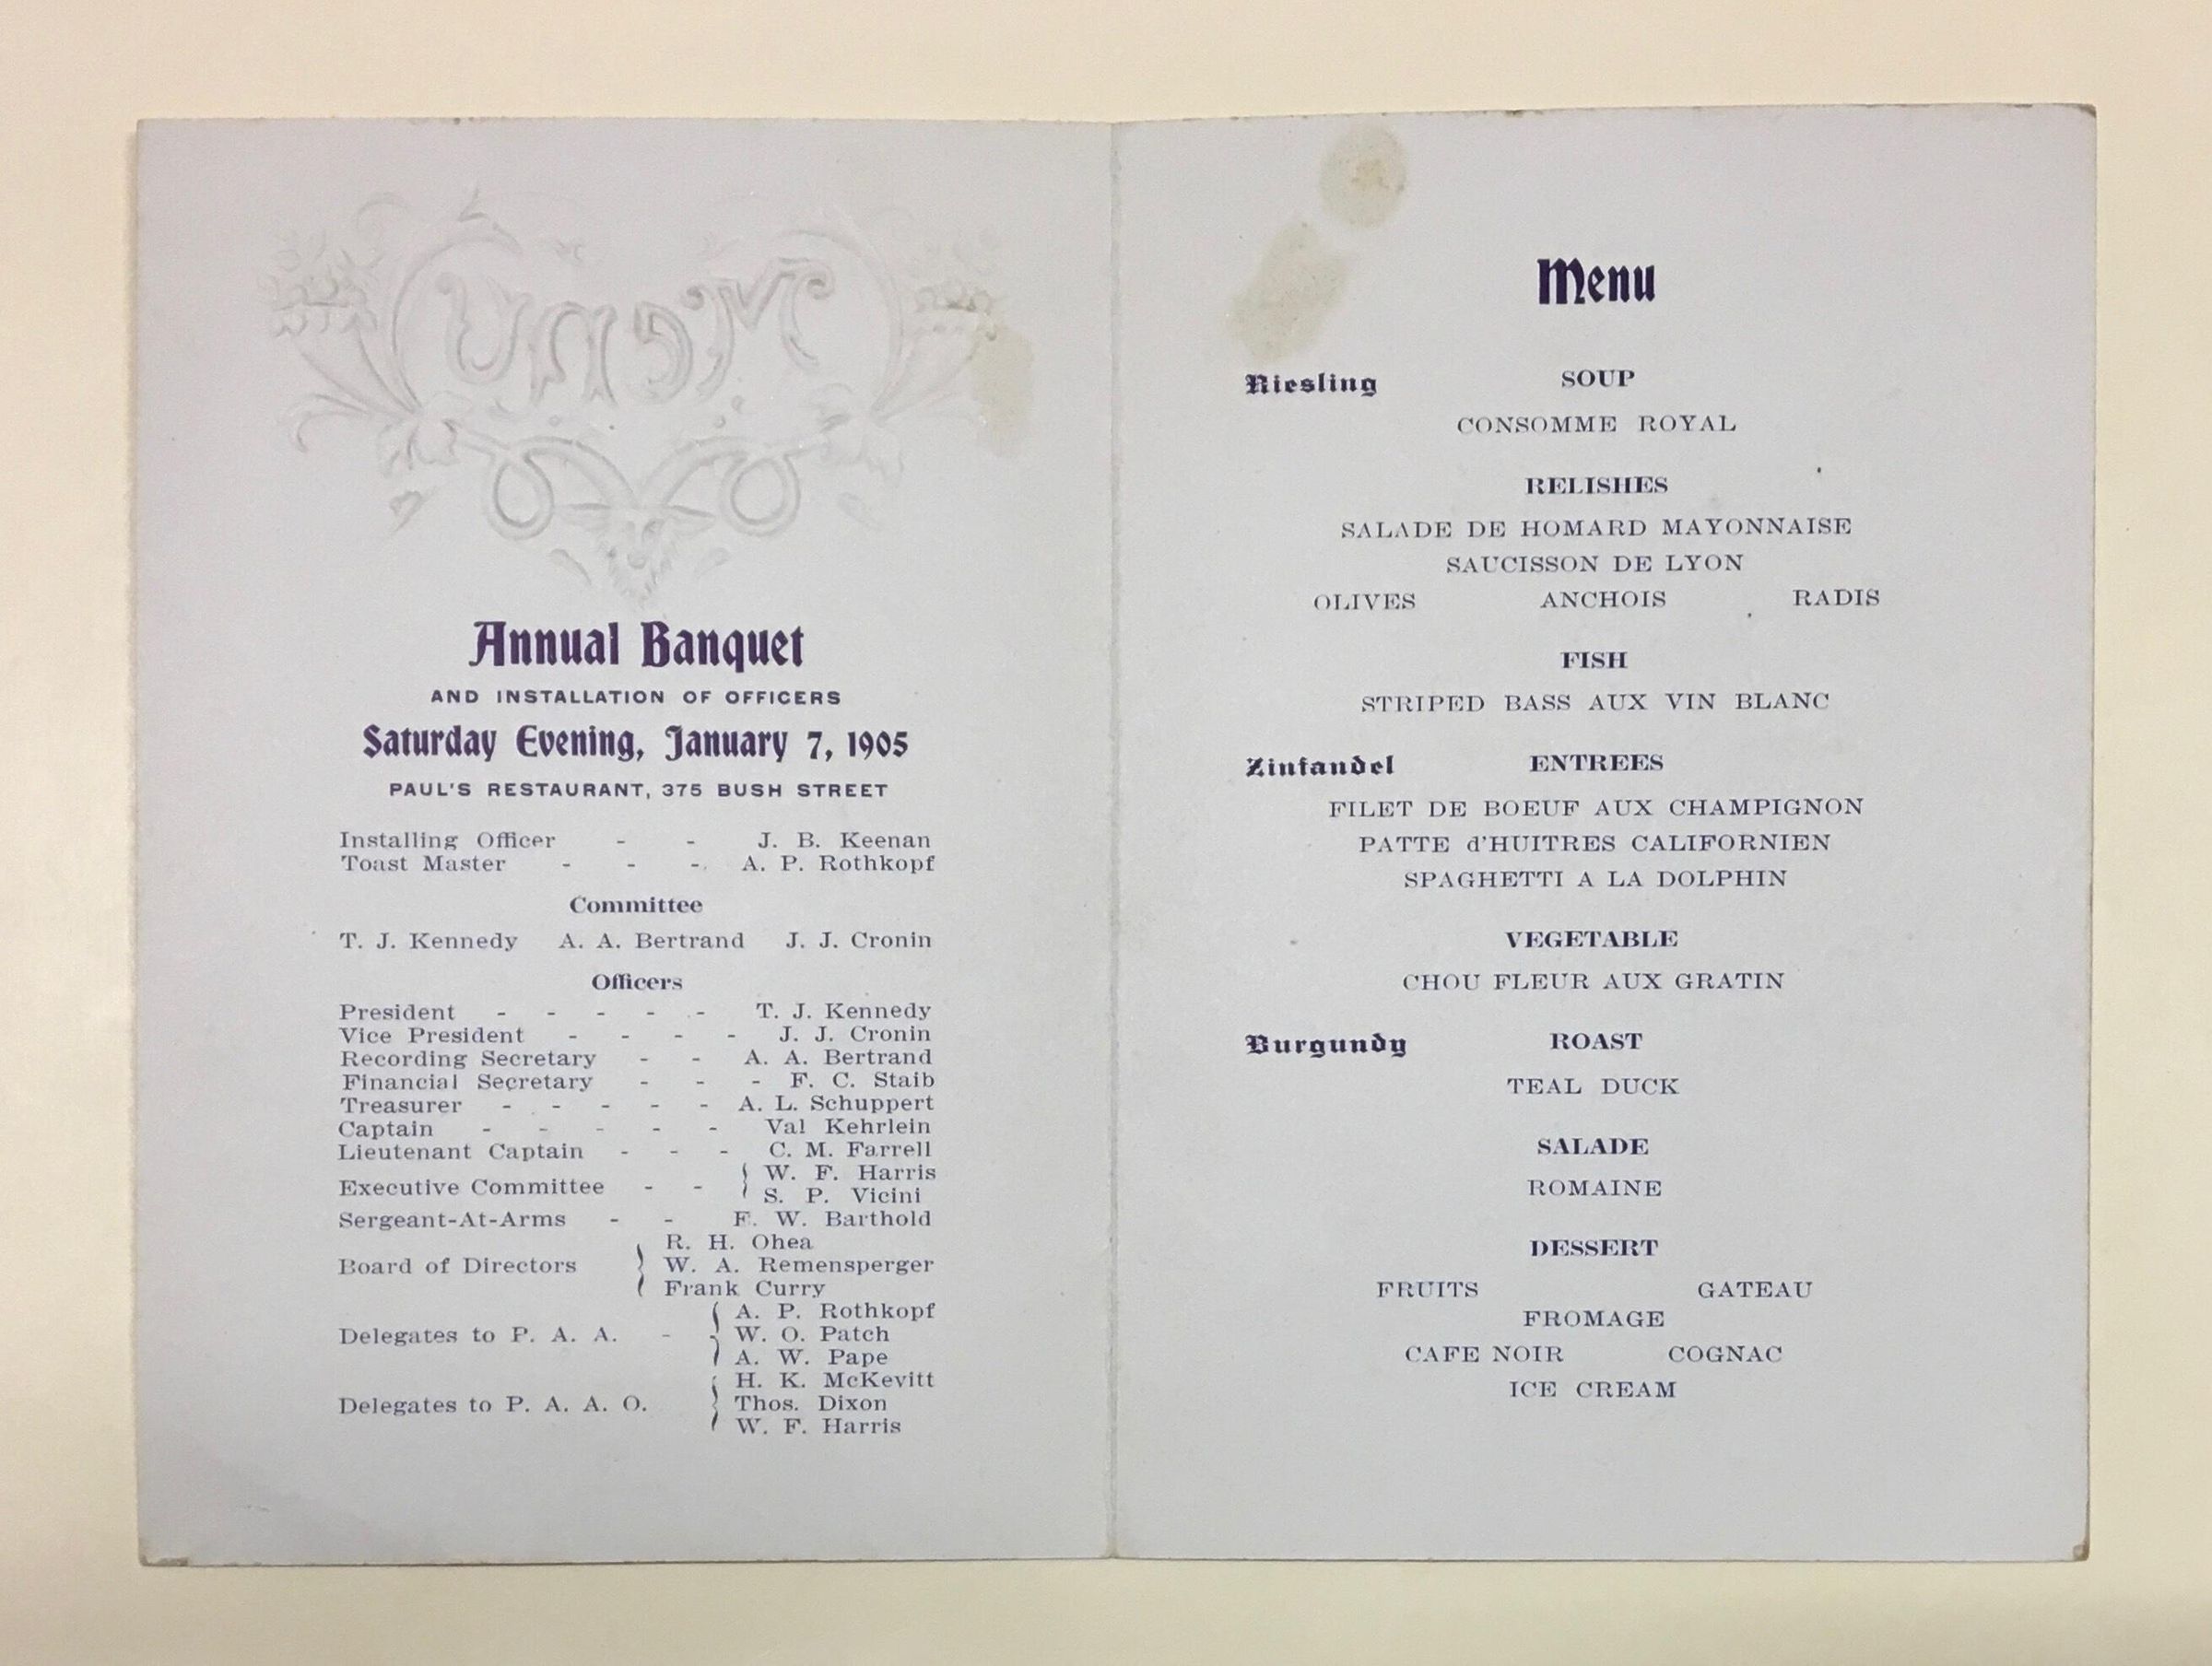 Menu
Annual Banquet
AND INSTALLATION OF OFFICERS
Saturday Evening, January 7, 1905
PAUL'S RESTAURANT, 375 BUSH STREET
Installing Officer - - J. B. Keenan
Toast Master - - - A. P. Rothkopf
Committee
T. J. Kennedy A. A. Bertrand J. J. Cronin
Officers
President - - - - - T. J. Kennedy
Vice President - - - - J. J. Cronin
Recording Secretary - - A. A. Bertrand
Financial Secretary - - - F. C. Staib
Treasurer - - - - - A. L. Schuppert
Captain - - - - - Val Kehrlein
Lieutenant Captain - - - C. M. Farrell
Executive Committee - - { W. F. Harris
S. P. Vicini
Sergeant-At-Arms - - F. W. Barthold
Board of Directors { R. H. Ohea
W. A. Remensperger
Frank Curry
Delegates to P. A. A. - { A. P. Rothkopf
W. O. Patch
A. W. Pape
Delegates to P. A. A. O. { H. K. McKevitt
Thos. Dixon
W. F. Harris
Menu
Riesling SOUP
CONSOMME ROYAL
RELISHES
SALADE DE HOMARD MAYONNAISE
SAUCISSON DE LYON
OLIVES ANCHOIS RADIS
FISH
STRIPED BASS AUX VIN BLANC
Zinfandel ENTREES
FILET DE BOEUF AUX CHAMPIGNON
PATTE d'HUITRES CALIFORNIEN
SPAGHETTI A LA DOLPHIN
VEGETABLE
CHOU FLEUR AUX GRATIN
Burgundy ROAST
TEAL DUCK
SALADE
ROMAINE
DESSERT
FRUITS GATEAU
FROMAGE
CAFE NOIR COGNAC
ICE CREAM